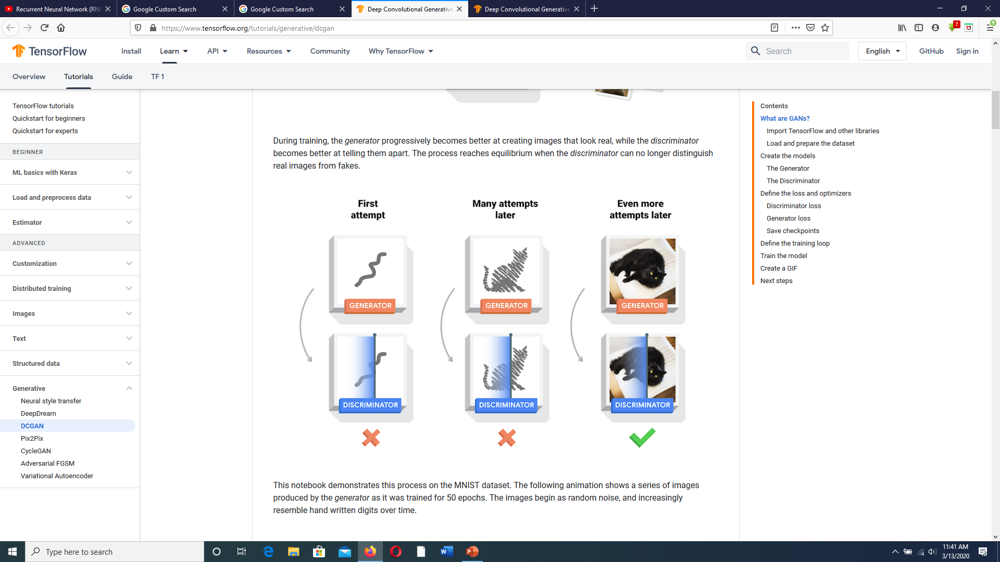 Recurrent Neural Network (RNN
Google Custom Search
Google Custom Search
Deep Convolutional Generative
Deep Convolutional Generative
https://www.tensorflow.org/tutorials/generative/dcgan
TensorFlow
Install
Learn
API
Resources
Community
Why TensorFlow
Search
English
GitHub
Sign in
Overview
Tutorials
Guide
TF 1
TensorFlow tutorials
Quickstart for beginners
Quickstart for experts
BEGINNER
ML basics with Keras
Load and preprocess data
Estimator
ADVANCED
Customization
Distributed training
Images
Text
Structured data
Generative
Neural style transfer
DeepDream
DCGAN
Pix2Pix
CycleGAN
Adversarial FGSM
Variational Autoencoder
During training, the generator progressively becomes better at creating images that look real, while the discriminator
becomes better at telling them apart. The process reaches equilibrium when the discriminator can no longer distinguish
real images from fakes.
First
attempt
Many attempts
later
Even more
attempts later
GENERATOR
GENERATOR
GENERATOR
DISCRIMINATOR
DISCRIMINATOR
DISCRIMINATOR
This notebook demonstrates this process on the MNIST dataset. The following animation shows a series of images
produced by the generator as it was trained for 50 epochs. The images begin as random noise, and increasingly
resemble hand written digits over time.
Contents
What are GANs?
Import TensorFlow and other libraries
Load and prepare the dataset
Create the models
The Generator
The Discriminator
Define the loss and optimizers
Discriminator loss
Generator loss
Save checkpoints
Define the training loop
Train the model
Create a GIF
Next steps
Type here to search
11:41 AM
3/13/2020